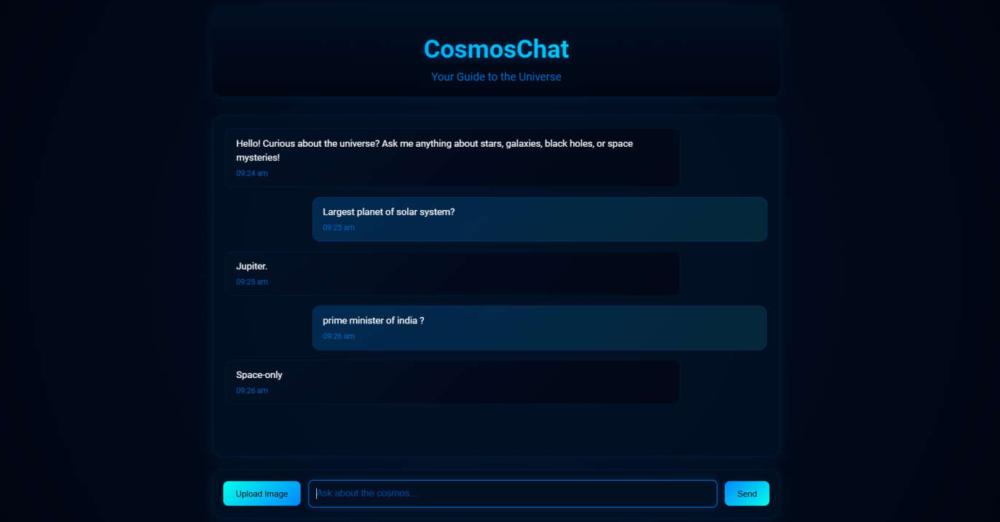 CosmosChat
Your Guide to the Universe
Hello! Curious about the universe? Ask me anything about stars, galaxies, black holes, or space
mysteries!
09:24 am
Largest planet of solar system?
09:25 am
Jupiter.
09:25 am
prime minister of india ?
09:26 am
Space-only
09:26 am
Upload Image
Ask about the cosmos...
Send